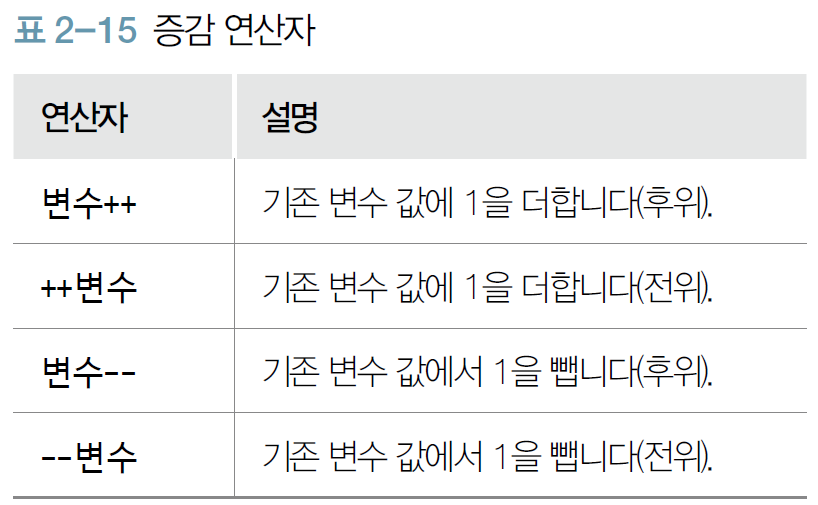 표 2-15 증감 연산자
연산자 설명
변수++ 기존 변수 값에 1을 더합니다(후위).
++변수 기존 변수 값에 1을 더합니다(전위).
변수-- 기존 변수 값에서 1을 뺍니다(후위).
--변수 기존 변수 값에서 1을 뺍니다(전위).